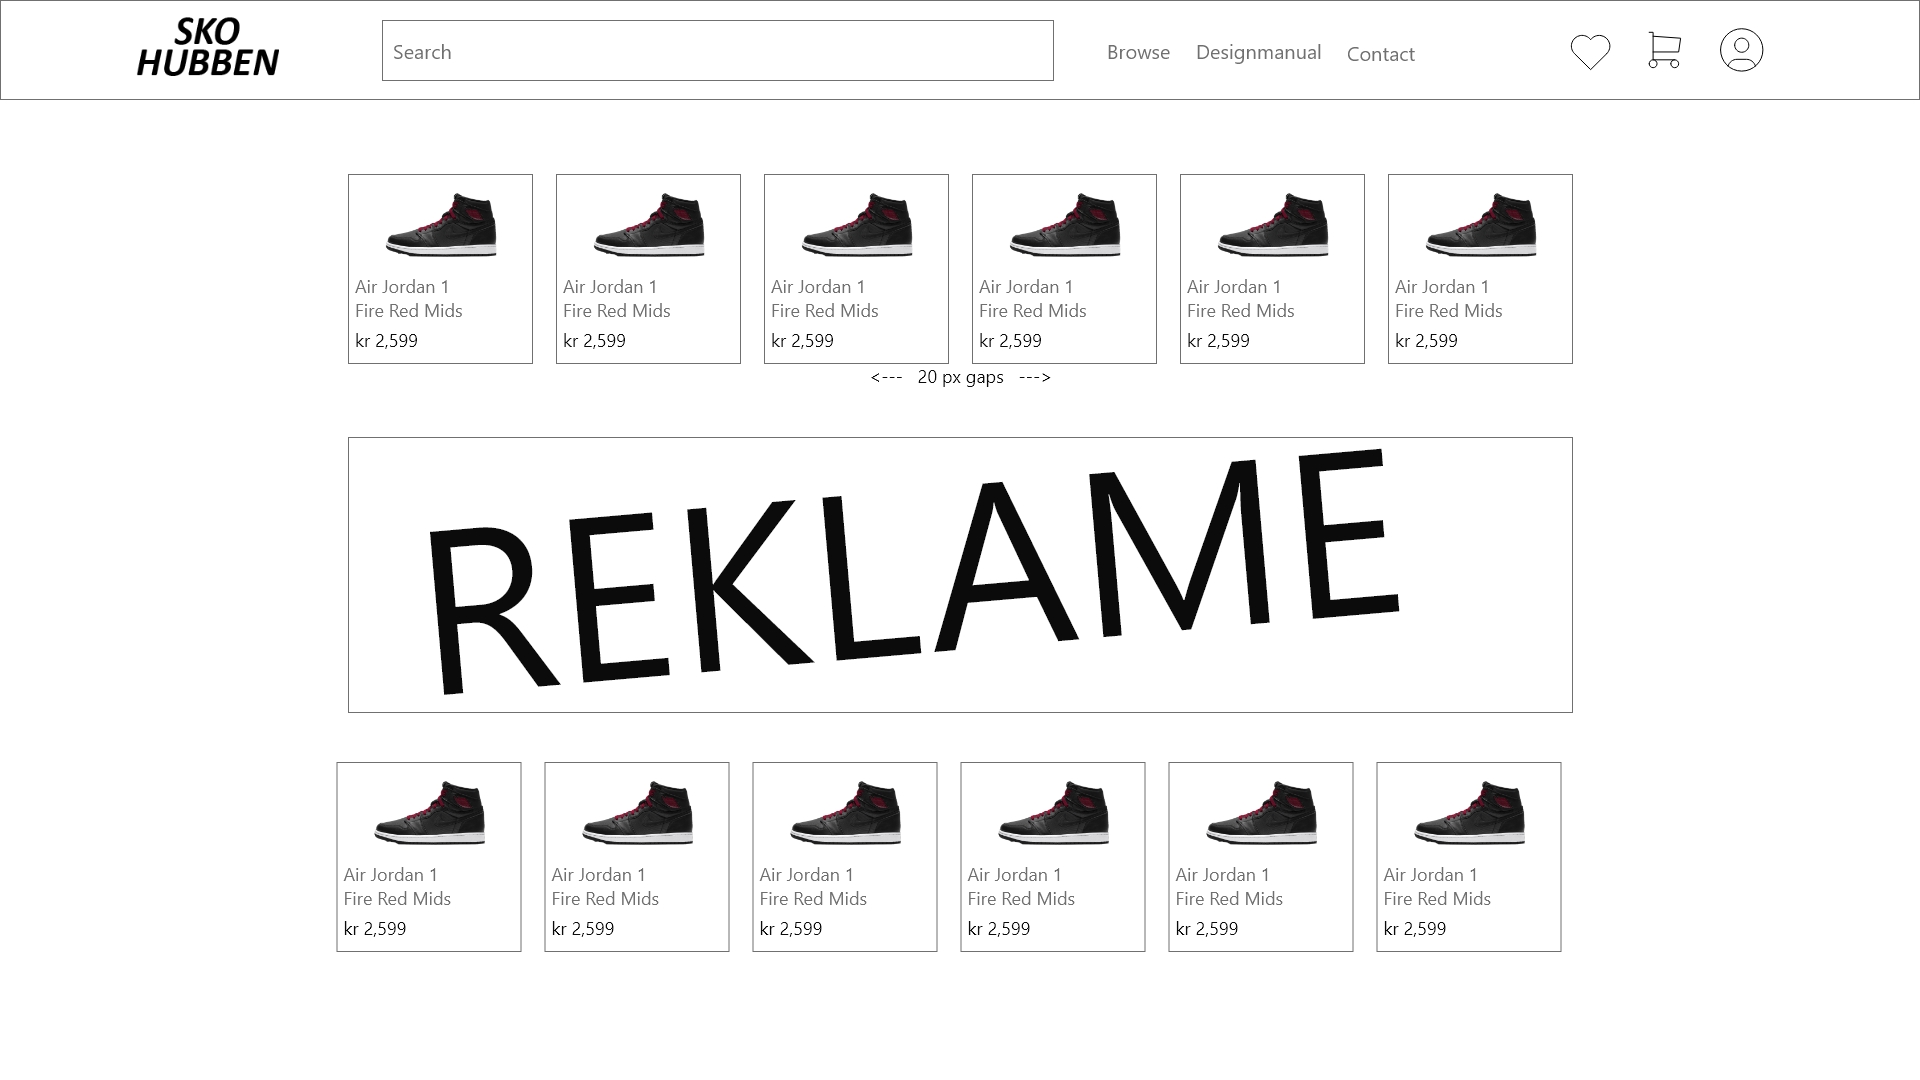 SKO
HUBBEN
Search
Browse Designmanual Contact
Air Jordan 1
Fire Red Mids
kr 2,599
Air Jordan 1
Fire Red Mids
kr 2,599
Air Jordan 1
Fire Red Mids
kr 2,599
Air Jordan 1
Fire Red Mids
kr 2,599
Air Jordan 1
Fire Red Mids
kr 2,599
Air Jordan 1
Fire Red Mids
kr 2,599
<--- 20 px gaps --->
REKLAME
Air Jordan 1
Fire Red Mids
kr 2,599
Air Jordan 1
Fire Red Mids
kr 2,599
Air Jordan 1
Fire Red Mids
kr 2,599
Air Jordan 1
Fire Red Mids
kr 2,599
Air Jordan 1
Fire Red Mids
kr 2,599
Air Jordan 1
Fire Red Mids
kr 2,599